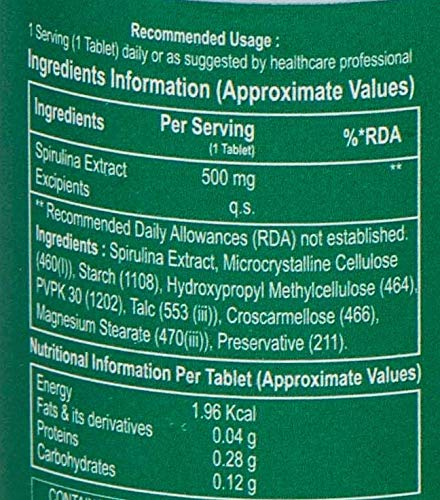 Recommended Usage :
1 Serving (1 Tablet) daily or as suggested by healthcare professional
Ingredients Information (Approximate Values)
Ingredients Per Serving (1 Tablet) %*RDA
Spirulina Extract 500 mg **
Excipients q.s.
** Recommended Daily Allowances (RDA) not established.
Ingredients : Spirulina Extract, Microcrystalline Cellulose
(460(I)), Starch (1108), Hydroxypropyl Methylcellulose (464),
PVPK 30 (1202), Talc (553 (iii)), Croscarmellose (466),
Magnesium Stearate (470(iii)), Preservative (211).
Nutritional Information Per Tablet (Approximate Values)
Energy 1.96 Kcal
Fats & its derivatives 0.04 g
Proteins 0.28 g
Carbohydrates 0.12 g